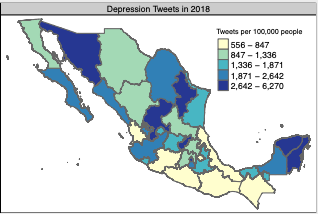 Depression Tweets in 2018
Tweets per 100,000 people
556 – 847
847 – 1,336
1,336 – 1,871
1,871 – 2,642
2,642 – 6,270